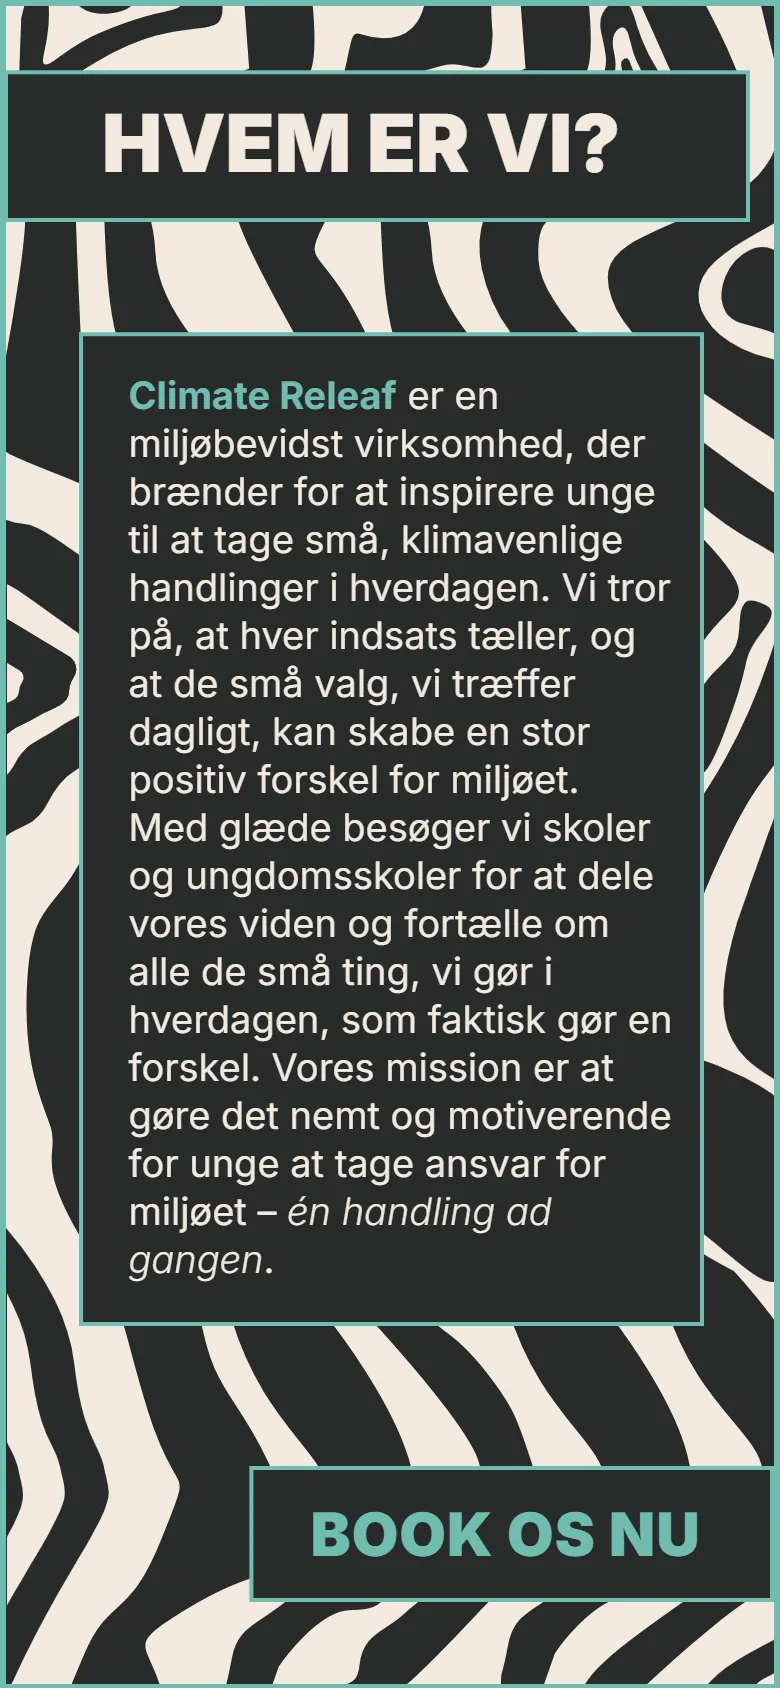 HVEM ER VI?
Climate Releaf er en
miljøbevidst virksomhed, der
brænder for at inspirere unge
til at tage små, klimavenlige
handlinger i hverdagen. Vi tror
på, at hver indsats tæller, og
at de små valg, vi træffer
dagligt, kan skabe en stor
positiv forskel for miljøet.
Med glæde besøger vi skoler
og ungdomsskoler for at dele
vores viden og fortælle om
alle de små ting, vi gør i
hverdagen, som faktisk gør en
forskel. Vores mission er at
gøre det nemt og motiverende
for unge at tage ansvar for
miljøet – én handling ad
gangen.
BOOK OS NU